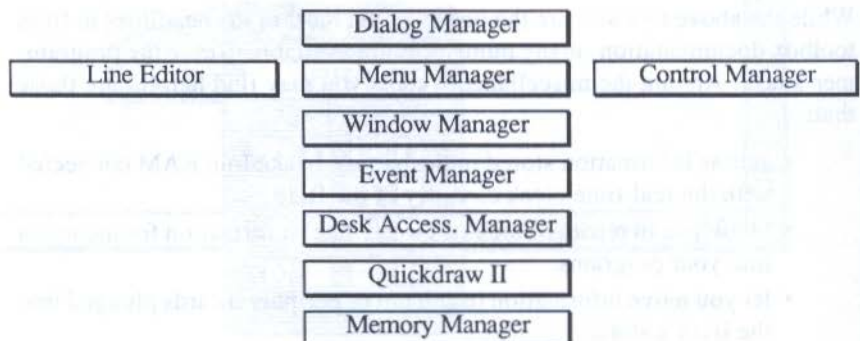 Dialog Manager
Line Editor Menu Manager Control Manager
Window Manager
Event Manager
Desk Access. Manager
Quickdraw II
Memory Manager